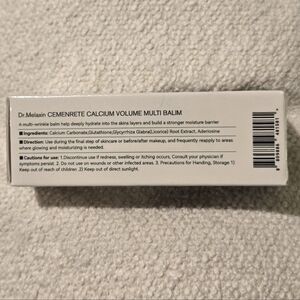 Dr.Melaxin CEMENRETE CALCIUM VOLUME MULTI BALIM
A multi-wrinkle balm help deeply hydrate into the skins layers and build a stronger moisture barrier
■Ingredients: Calcium Carbonate,Glutathione,Glycyrrhiza Glabra(Licorice) Root Extract, Adenosine
■Direction: Use during the final step of skincare or before/after makeup, and frequently reapply to areas
where glowing and moisturizing is needed.
■Cautions for use: 1.Discontinue use if redness, swelling or itching occurs, Consult your physician if
symptoms persist. 2. Do not use on wounds or other infected areas. 3. Precautions for Handling, Storage 1)
Keep out of reach of children .2) Keep out of direct sunlight.